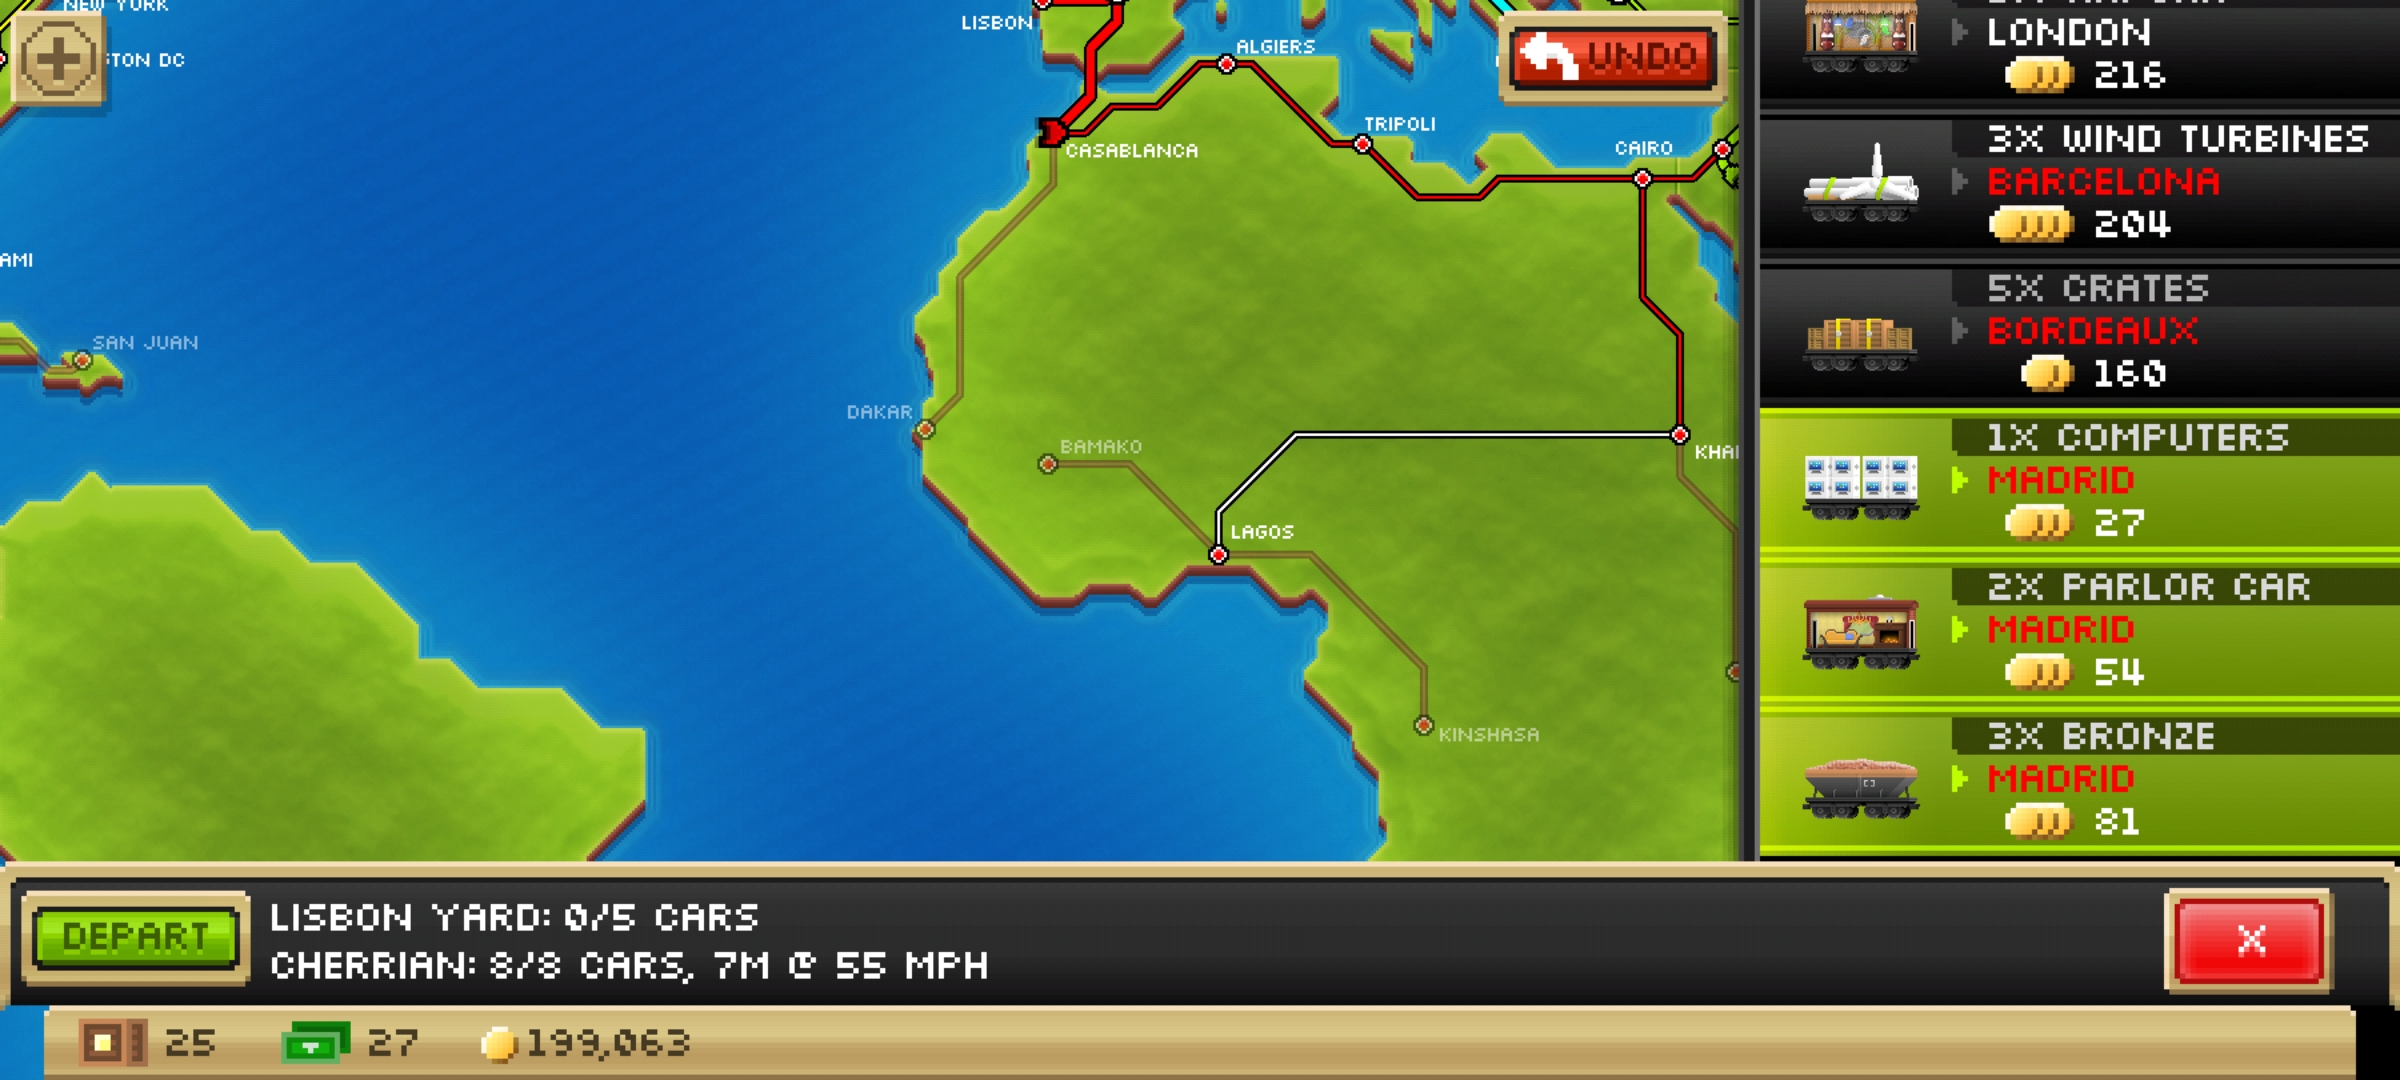 NEW YORK
LISBON
ALGIERS
UNDO
TON DC
TRIPOLI
CASABLANCA
CAIRO
AMI
SAN JUAN
DAKAR
BAMAKO
KHA
LAGOS
KINSHASA
LONDON
216
3X WIND TURBINES
BARCELONA
204
5X CRATES
BORDEAUX
160
1X COMPUTERS
MADRID
27
2X PARLOR CAR
MADRID
54
3X BRONZE
MADRID
81
DEPART
LISBON YARD: 0/5 CARS
CHERRIAN: 8/8 CARS, 7M @ 55 MPH
X
25
27
199,063